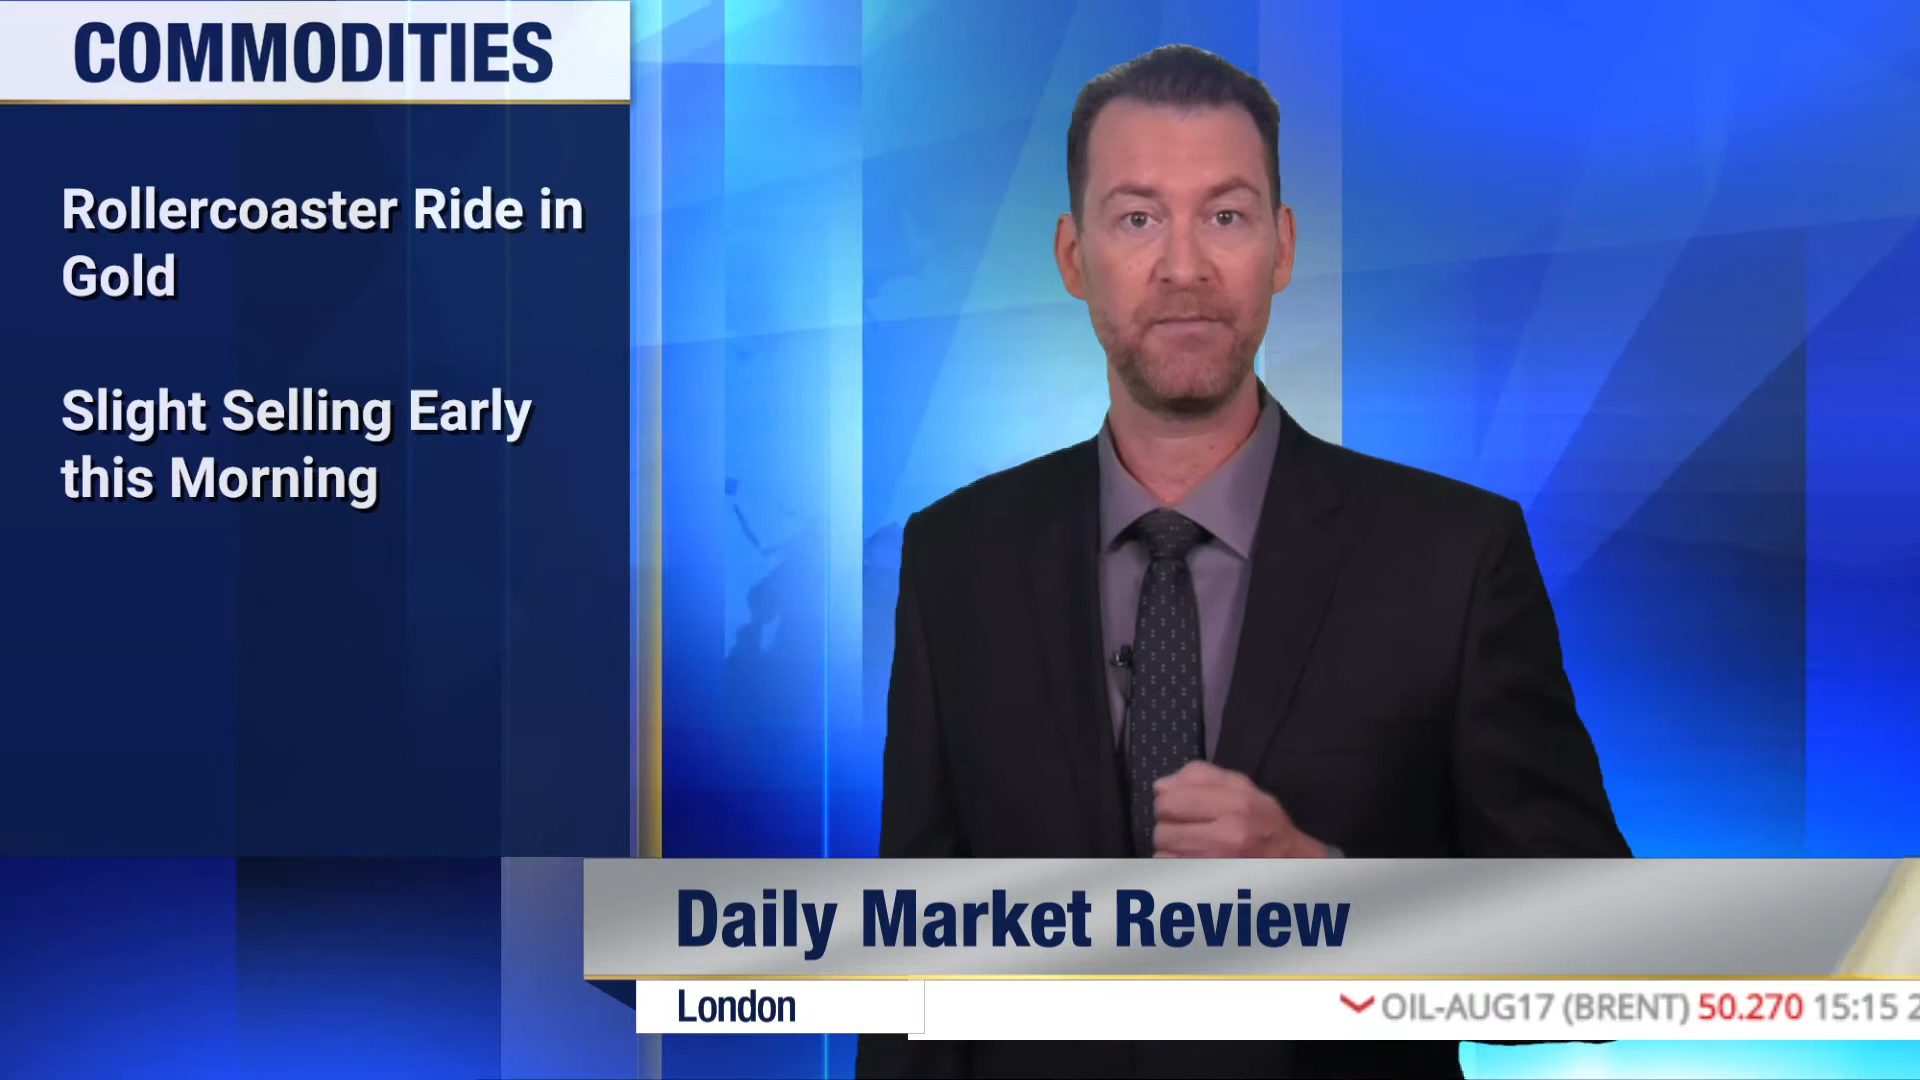 COMMODITIES
Rollercoaster Ride in
Gold
Slight Selling Early
this Morning
Daily Market Review
London
OIL-AUG17 (BRENT) 50.270 15:15 2